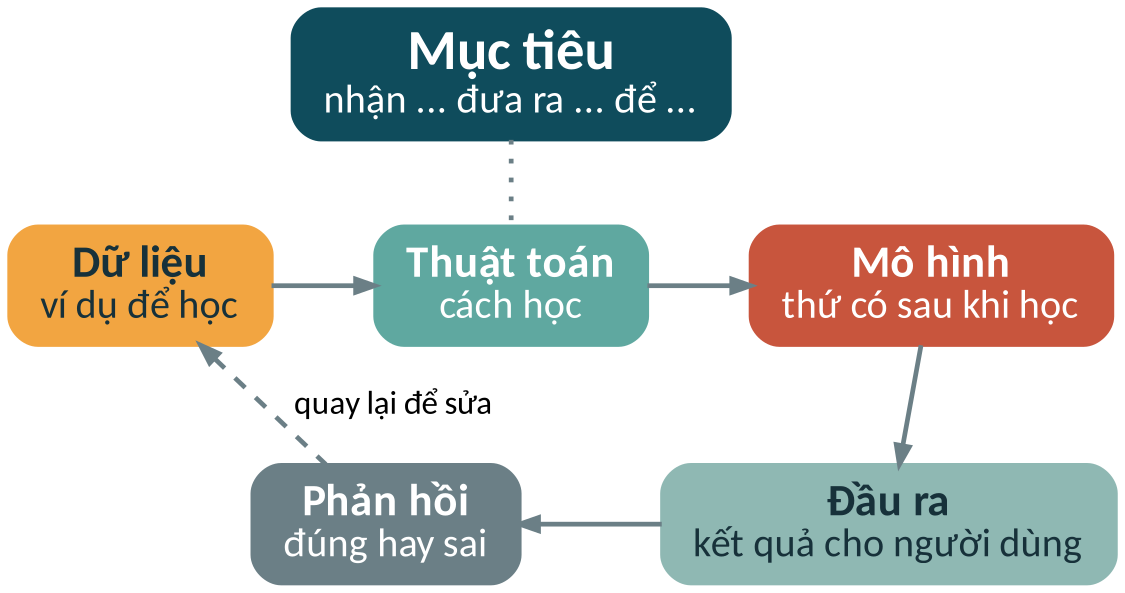 Mục tiêu
nhận ... đưa ra ... để ...
Dữ liệu
ví dụ để học
Thuật toán
cách học
Mô hình
thứ có sau khi học
quay lại để sửa
Phản hồi
đúng hay sai
Đầu ra
kết quả cho người dùng